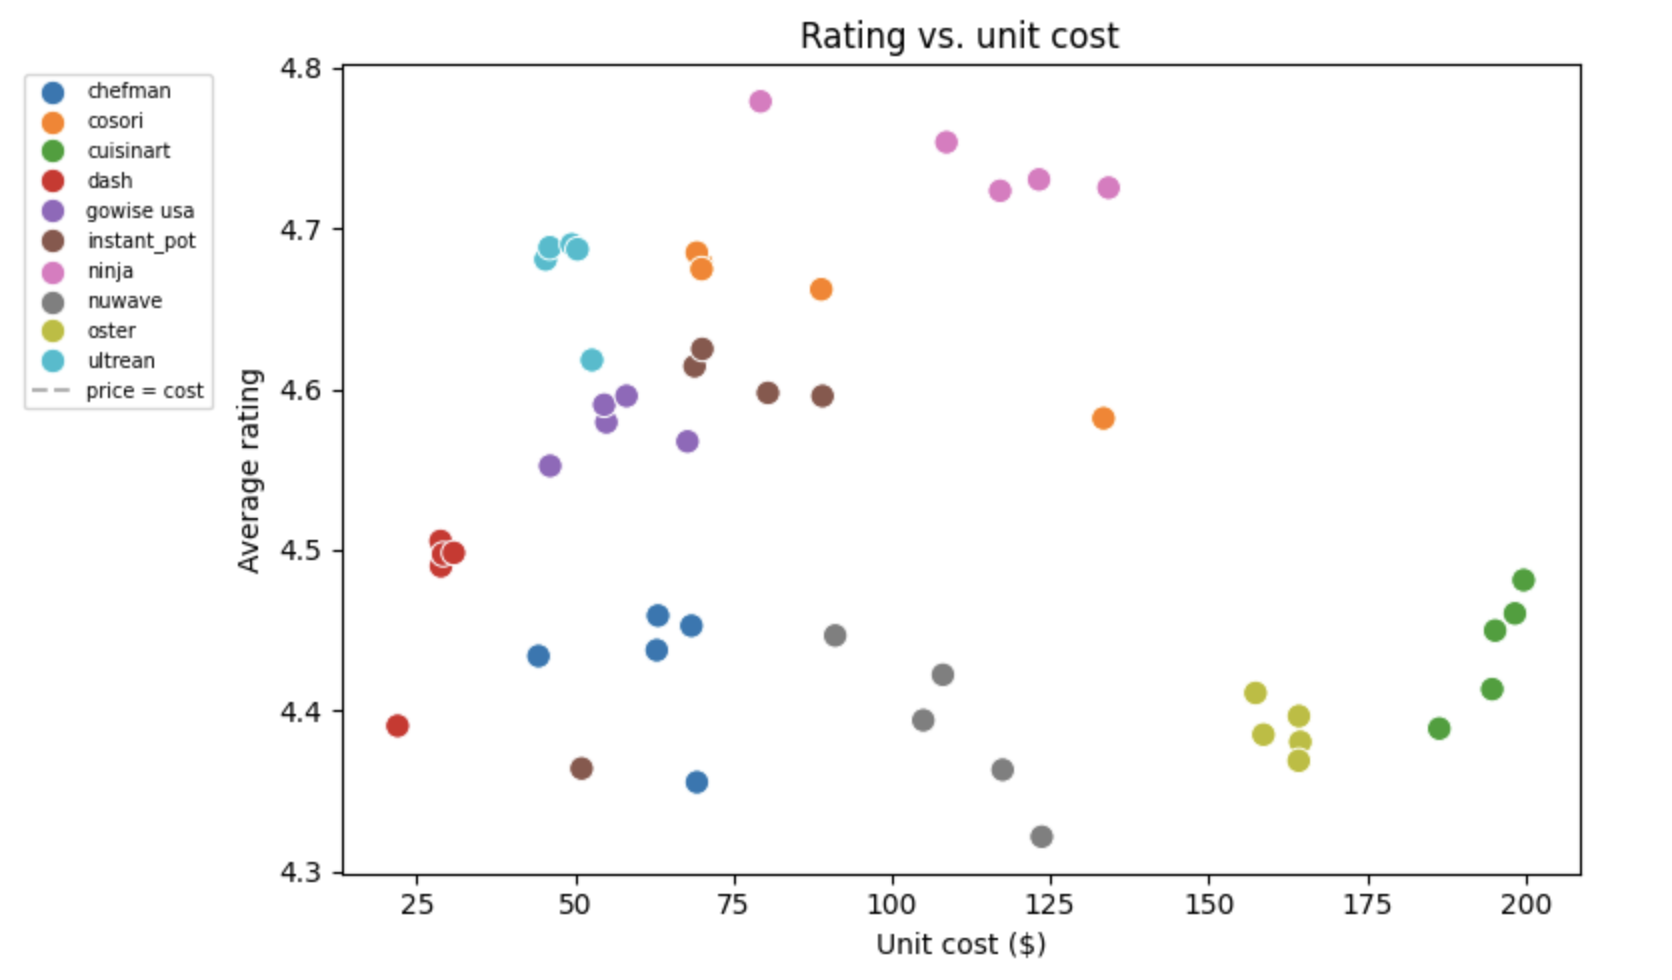 Rating vs. unit cost
chefman
cosori
cuisinart
dash
gowise usa
instant_pot
ninja
nuwave
oster
ultrean
price = cost
Average rating
4.8
4.7
4.6
4.5
4.4
4.3
25 50 75 100 125 150 175 200
Unit cost ($)